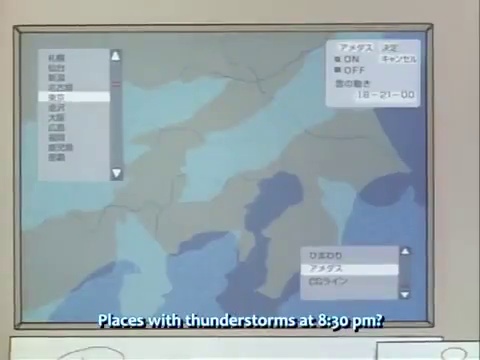 札幌
仙台
新潟
名古屋
東京
金沢
大阪
広島
福岡
鹿児島
那覇
アメダス 決定
ON キャンセル
OFF
雲の動き
18-21-00
ひまわり
アメダス
Places with thunderstorms at 8:30 pm?